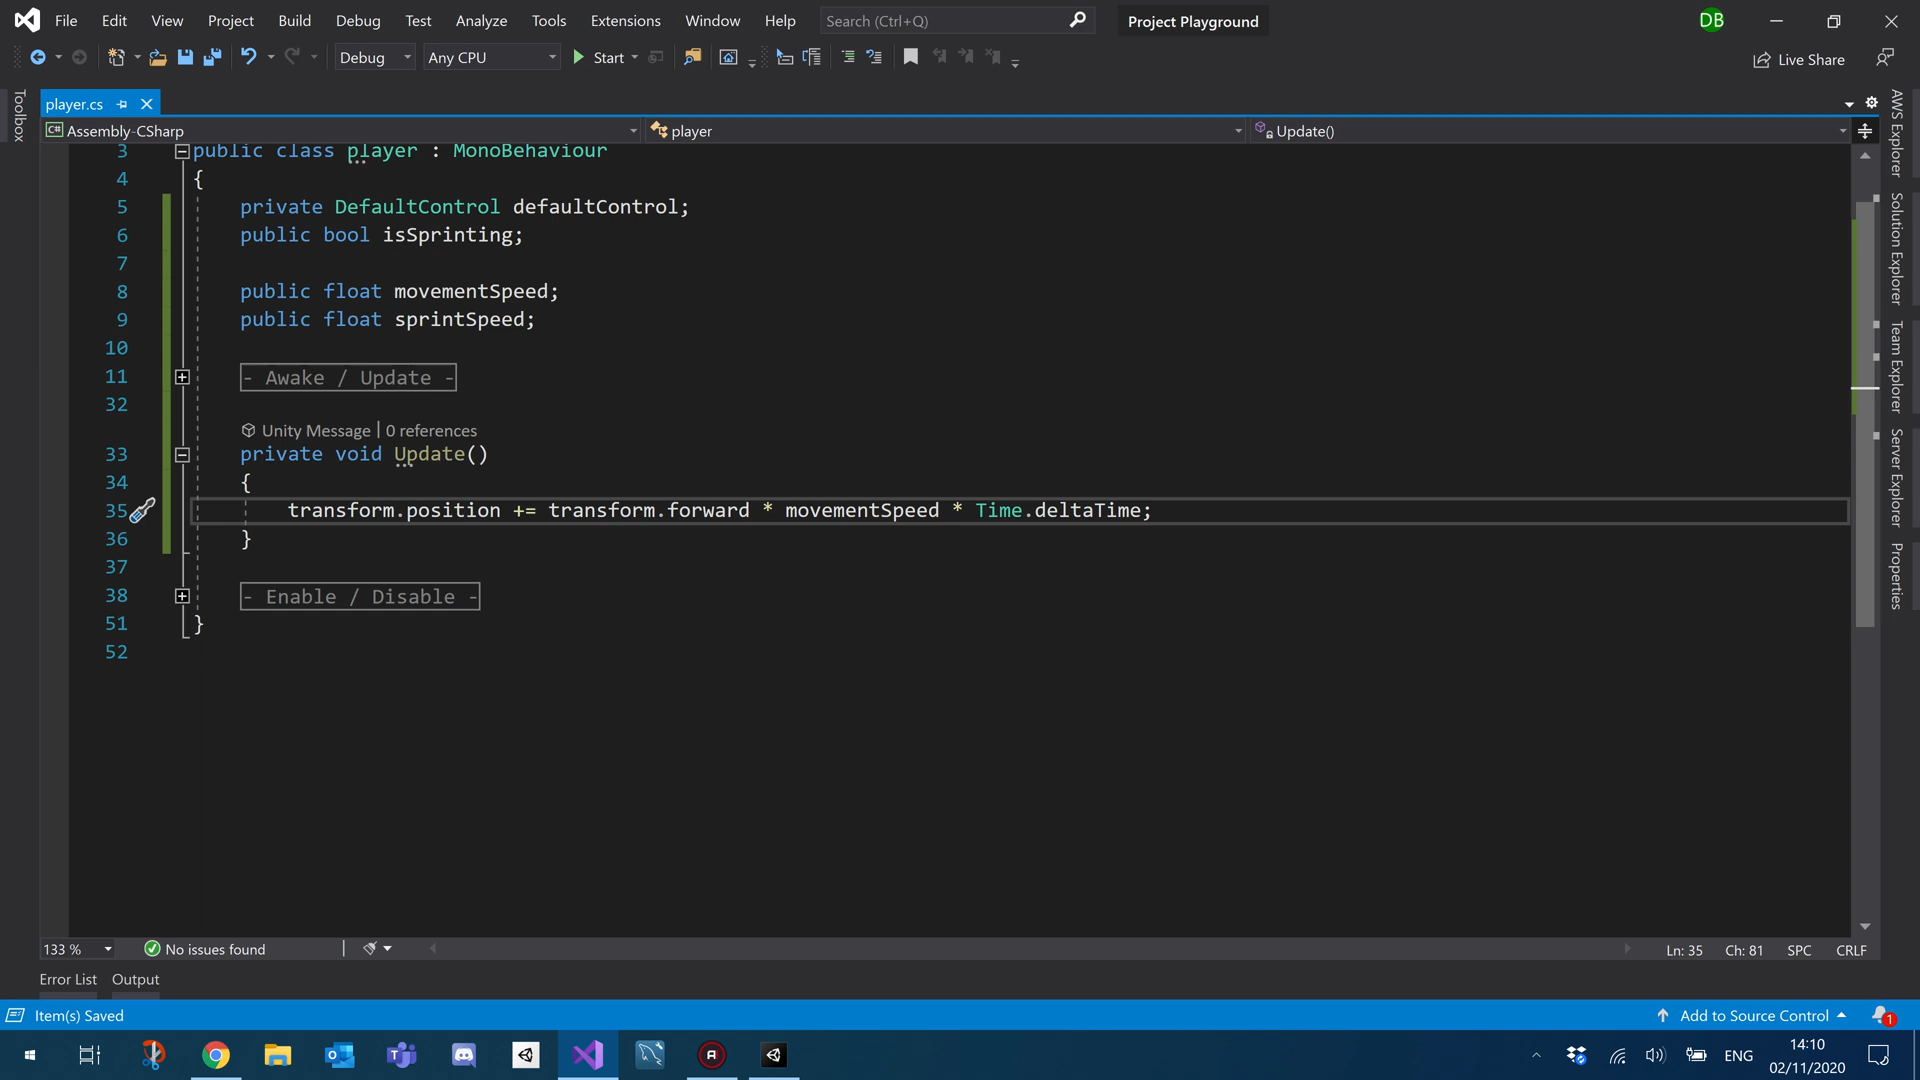 File Edit View Project Build Debug Test Analyze Tools Extensions Window Help Search (Ctrl+Q) Project Playground DB
Debug Any CPU Start Live Share
Toolbox
player.cs
C# Assembly-CSharp player Update()
3 public class player : MonoBehaviour
4 {
5 private DefaultControl defaultControl;
6 public bool isSprinting;
7
8 public float movementSpeed;
9 public float sprintSpeed;
10
11 - Awake / Update -
32
Unity Message | 0 references
33 private void Update()
34 {
35 transform.position += transform.forward * movementSpeed * Time.deltaTime;
36 }
37
38 - Enable / Disable -
51 }
52
AWS Explorer
Solution Explorer
Team Explorer
Server Explorer
Properties
133 % No issues found Ln: 35 Ch: 81 SPC CRLF
Error List Output
Item(s) Saved Add to Source Control 1
ENG 14:10
02/11/2020